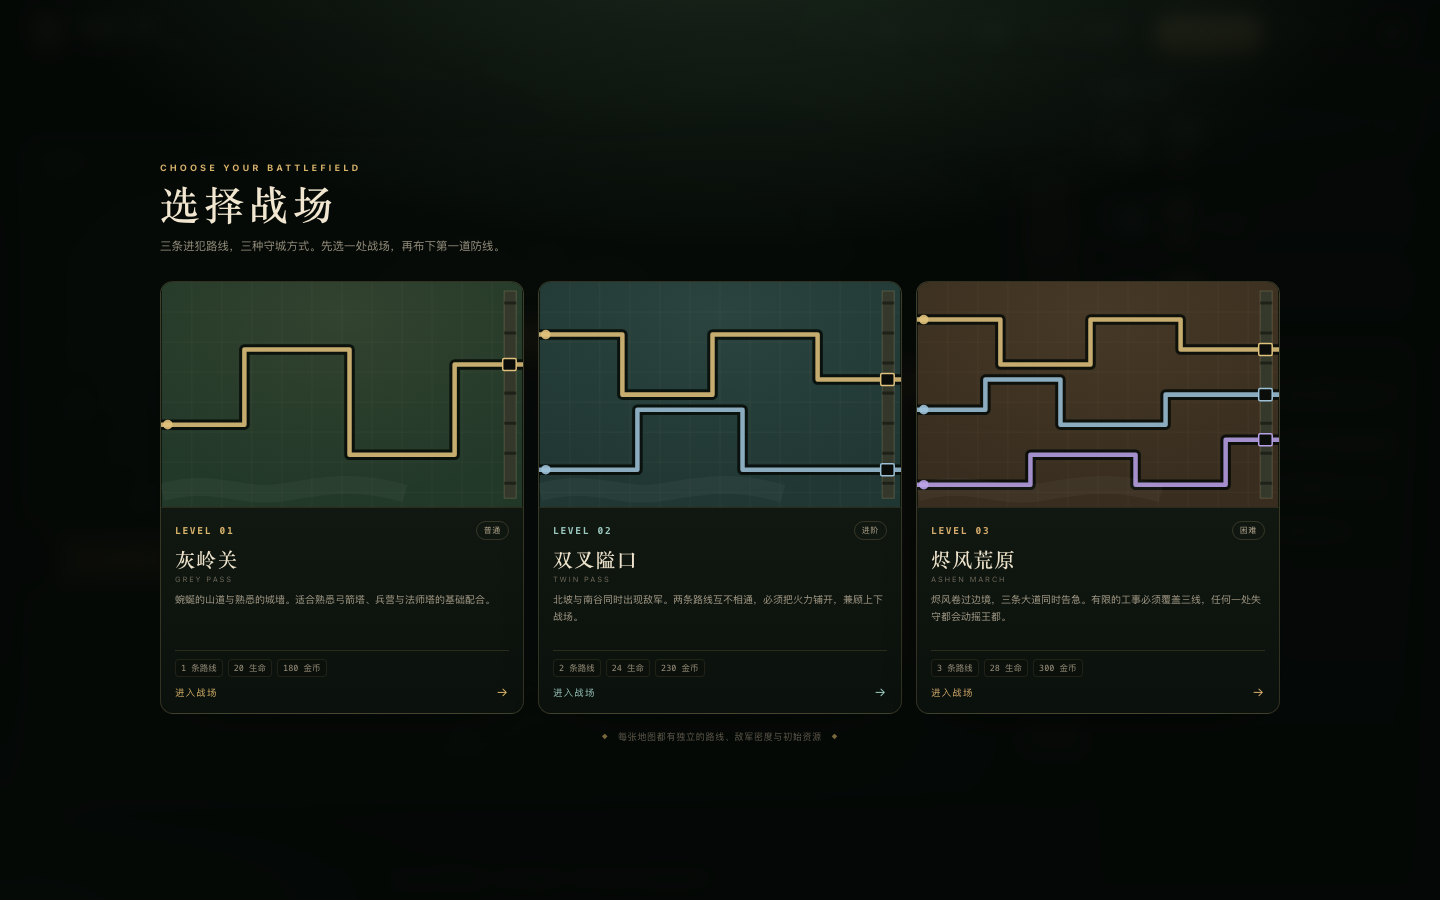 CHOOSE YOUR BATTLEFIELD
选择战场
三条进犯路线，三种守城方式。先选一处战场，再布下第一道防线。
LEVEL 01
普通
灰岭关
GREY PASS
蜿蜒的山道与熟悉的城墙。适合熟悉弓箭塔、兵营与法师塔的基础配合。
1 条路线
20 生命
180 金币
进入战场 →
LEVEL 02
进阶
双叉隘口
TWIN PASS
北坡与南谷同时出现敌军。两条路线互不相通，必须把火力铺开，兼顾上下
战场。
2 条路线
24 生命
230 金币
进入战场 →
LEVEL 03
困难
烬风荒原
ASHEN MARCH
烬风卷过边境，三条大道同时告急。有限的工事必须覆盖三线，任何一处失
守都会动摇王都。
3 条路线
28 生命
300 金币
进入战场 →
每张地图都有独立的路线、敌军密度与初始资源